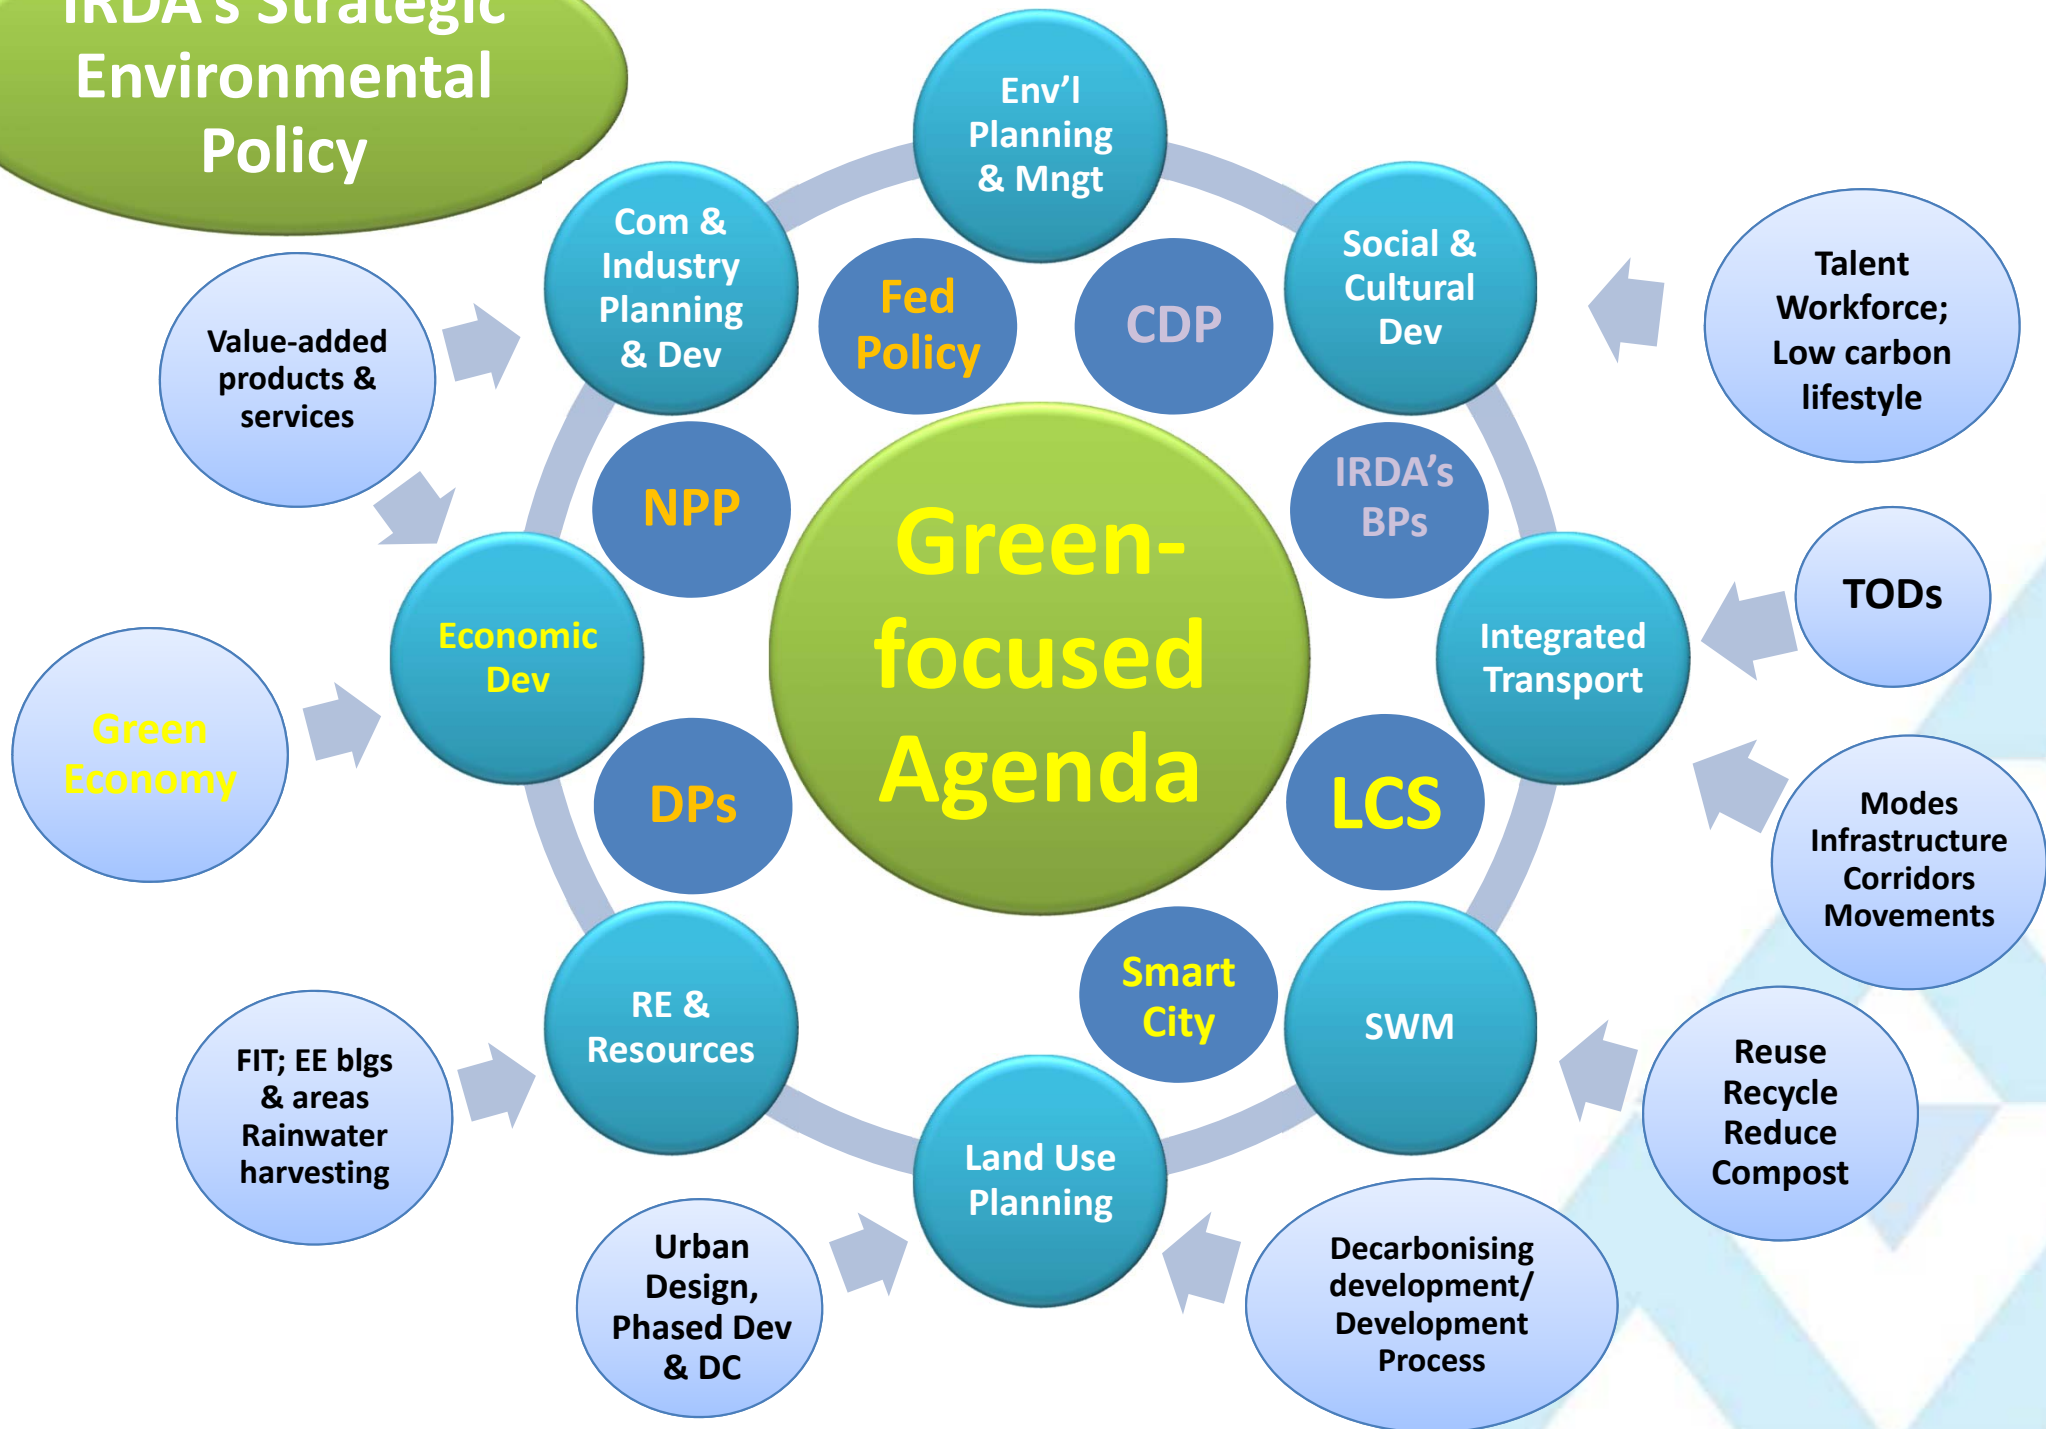 IRDA's Strategic
Environmental
Policy
Env'l
Planning
& Mngt
Com &
Industry
Planning
& Dev
Social &
Cultural
Dev
Fed
Policy
CDP
Value-added
products &
services
Talent
Workforce;
Low carbon
lifestyle
NPP
IRDA's
BPs
Green-
focused
Agenda
Economic
Dev
Integrated
Transport
TODs
Green
Economy
DPs
LCS
Modes
Infrastructure
Corridors
Movements
Smart
City
RE &
Resources
SWM
FIT; EE blgs
& areas
Rainwater
harvesting
Reuse
Recycle
Reduce
Compost
Land Use
Planning
Urban
Design,
Phased Dev
& DC
Decarbonising
development/
Development
Process